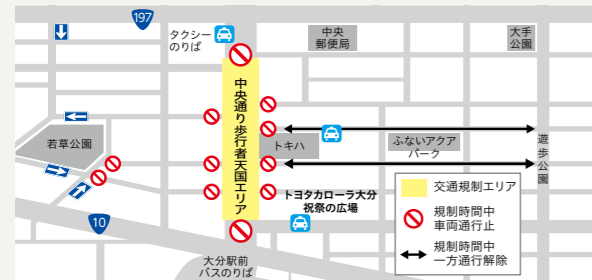 197
タクシー
のりば
中央
郵便局
大手
公園
中央通り歩行者天国エリア
若草公園
トキハ
ふないアクア
パーク
遊歩公園
トヨタカローラ大分
祝祭の広場
10
大分駅前
バスのりば
交通規制エリア
規制時間中
車両通行止
規制時間中
一方通行解除